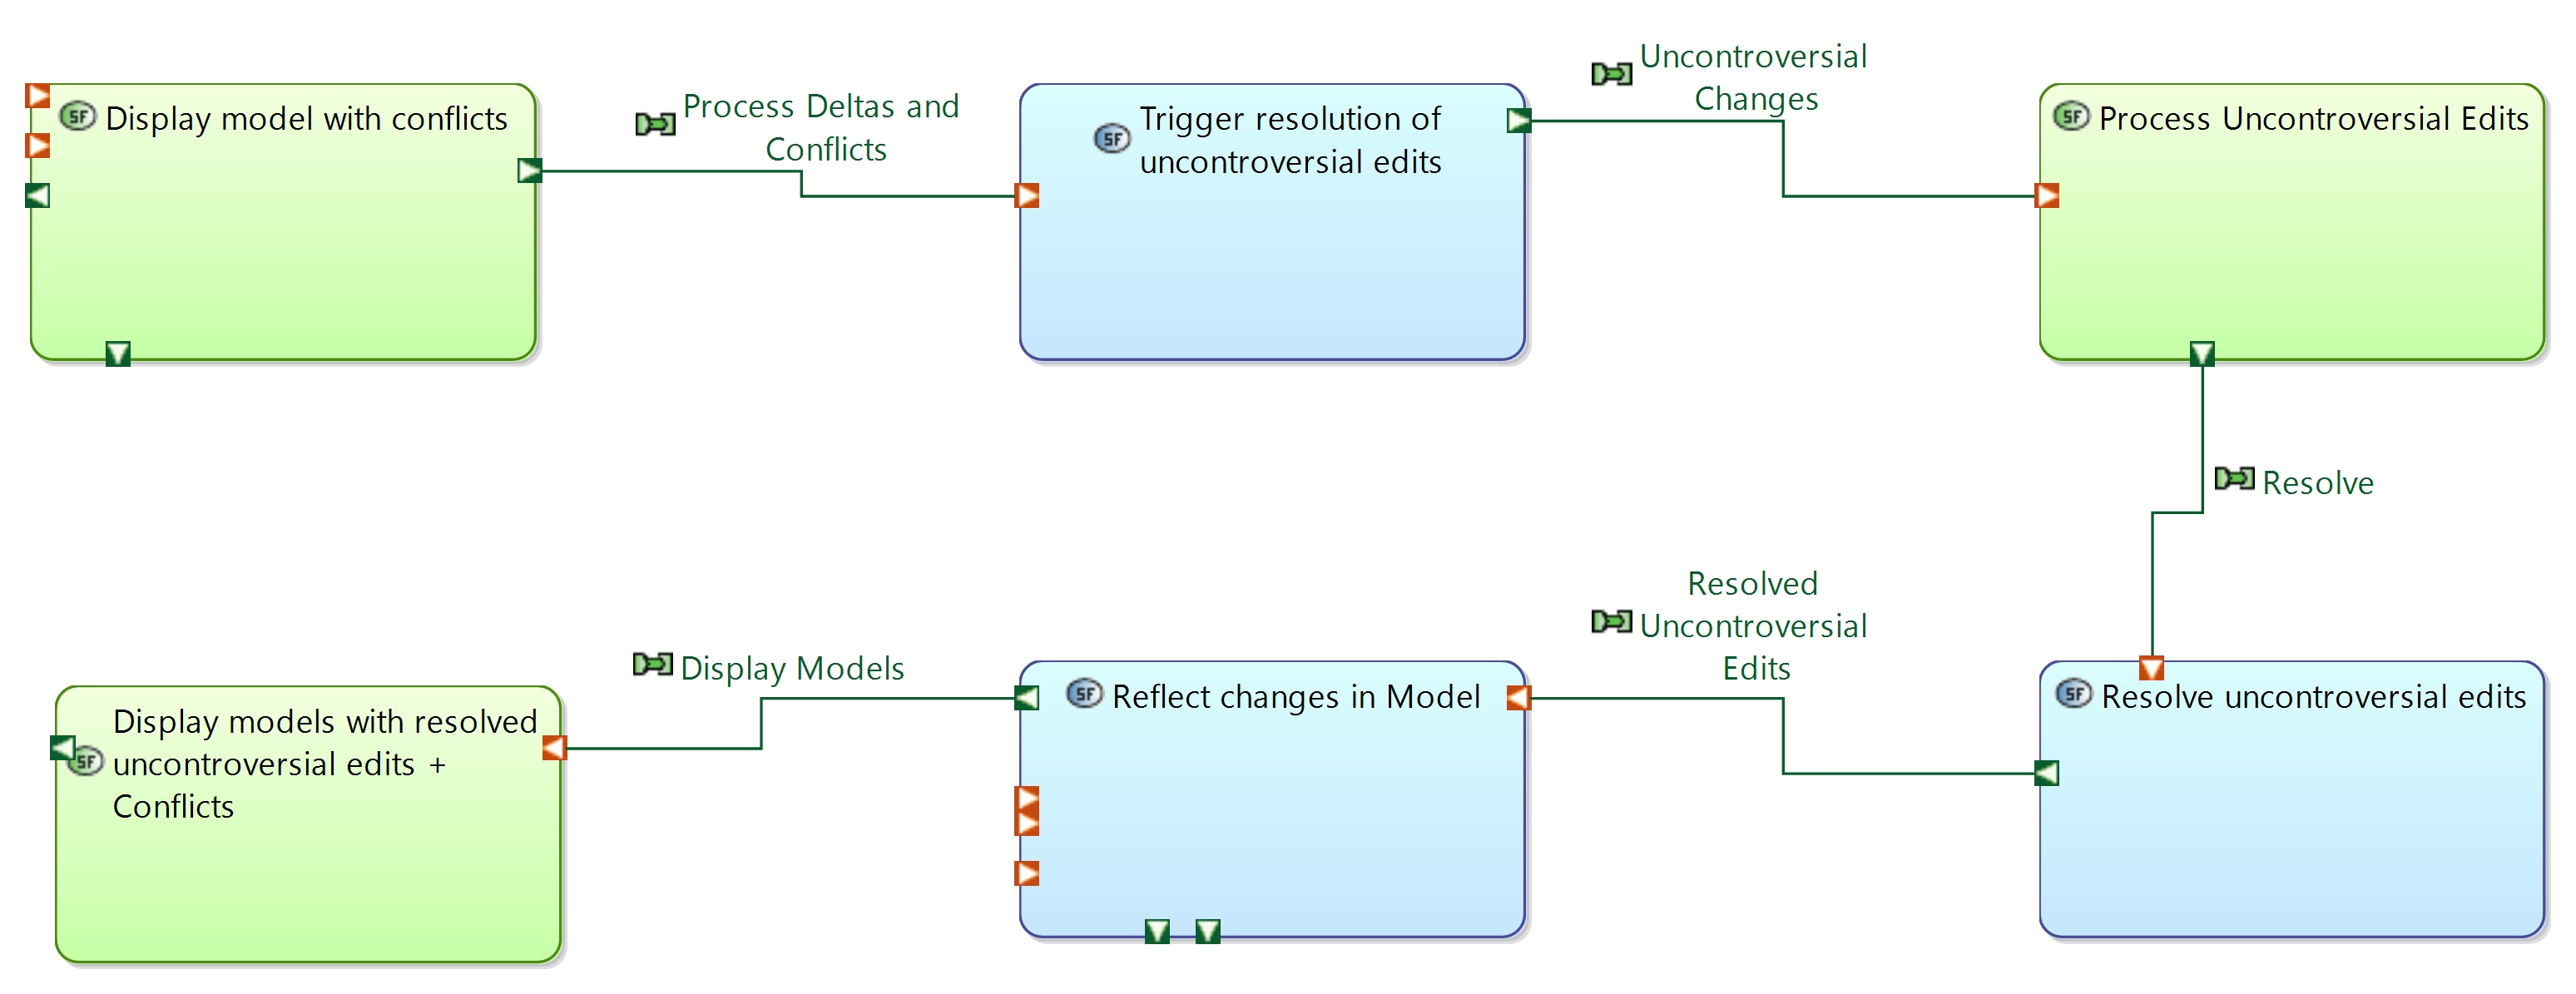 SF Display model with conflicts
Process Deltas and
Conflicts
SF Trigger resolution of
uncontroversial edits
Uncontroversial
Changes
SF Process Uncontroversial Edits
Resolve
SF Resolve uncontroversial edits
Resolved
Uncontroversial
Edits
SF Reflect changes in Model
Display Models
SF Display models with resolved
uncontroversial edits +
Conflicts